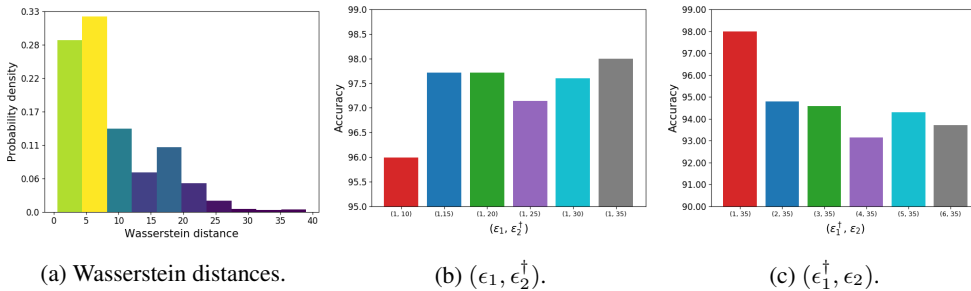 0.33
0.28
0.22
0.17
0.11
0.06
0.0
Probability density
0 5 10 15 20 25 30 35 39
Wasserstein distance
(a) Wasserstein distances.
99.0
98.5
98.0
97.5
97.0
96.5
96.0
95.5
95.0
Accuracy
(1, 10) (1,15) (1, 20) (1, 25) (1, 30) (1, 35)
(ε₁, ε₂†)
(b) (ϵ₁, ϵ₂†).
99.00
98.00
97.00
96.00
95.00
94.00
93.00
92.00
91.00
90.00
Accuracy
(1, 35) (2, 35) (3, 35) (4, 35) (5, 35) (6, 35)
(ε₁†, ε₂)
(c) (ϵ₁†, ϵ₂).